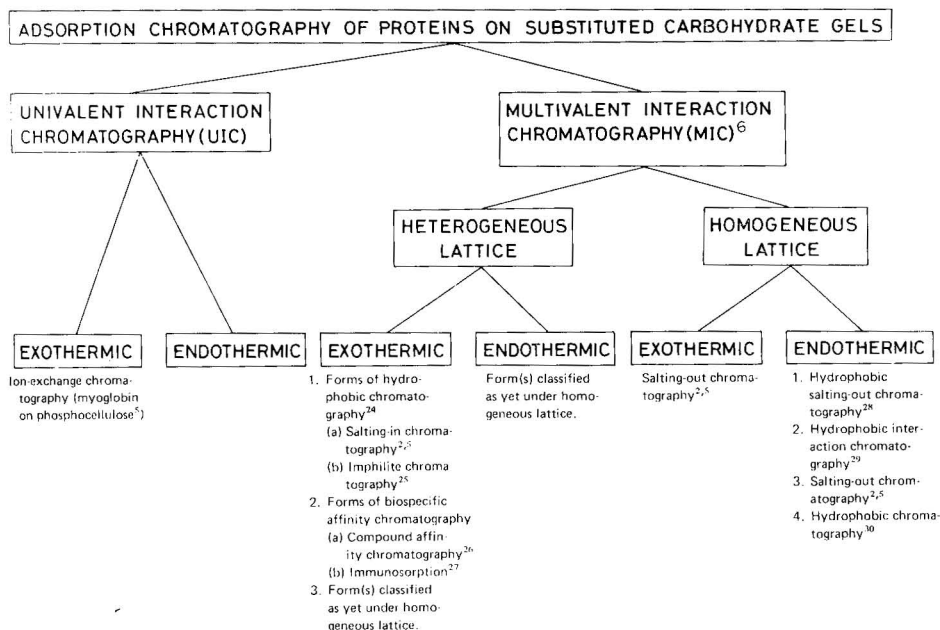 ADSORPTION CHROMATOGRAPHY OF PROTEINS ON SUBSTITUTED CARBOHYDRATE GELS
UNIVALENT INTERACTION
CHROMATOGRAPHY(UIC)
MULTIVALENT INTERACTION
CHROMATOGRAPHY(MIC)⁶
HETEROGENEOUS
LATTICE
HOMOGENEOUS
LATTICE
EXOTHERMIC
Ion-exchange chroma-
tography (myoglobin
on phosphocellulose⁵)
ENDOTHERMIC
EXOTHERMIC
1. Forms of hydro-
phobic chromat-
ography²⁴
(a) Salting-in chroma-
tography²,⁵
(b) Imphilite chroma
tography²⁵
2. Forms of biospecific
affinity chromatography
(a) Compound affin-
ity chromatography²⁶
(b) Immunosorption²⁷
3. Form(s) classified
as yet under homo-
geneous lattice.
ENDOTHERMIC
Form(s) classified
as yet under homo-
geneous lattice.
EXOTHERMIC
Salting-out chroma-
tography²,⁵
ENDOTHERMIC
1. Hydrophobic
salting-out chroma-
tography²⁸
2. Hydrophobic inter-
action chromato-
graphy²⁹
3. Salting-out chrom-
atography²,⁵
4. Hydrophobic chroma-
tography³⁰